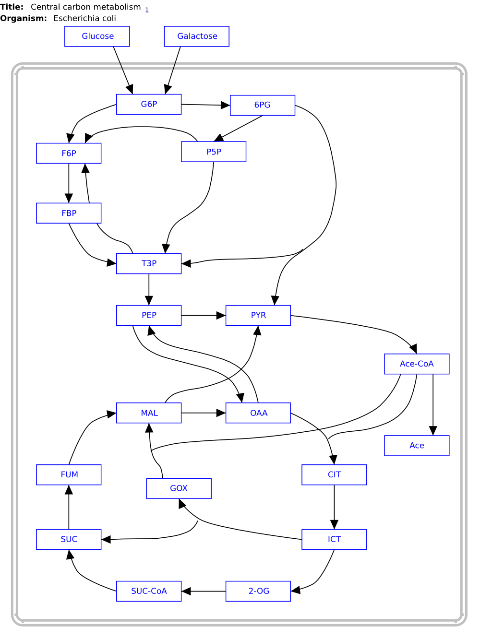 Title: Central carbon metabolism
Organism: Escherichia coli
Glucose Galactose
G6P 6PG
F6P P5P
FBP
T3P
PEP PYR
Ace-CoA
MAL OAA
Ace
FUM CIT
GOX
SUC ICT
SUC-CoA 2-OG